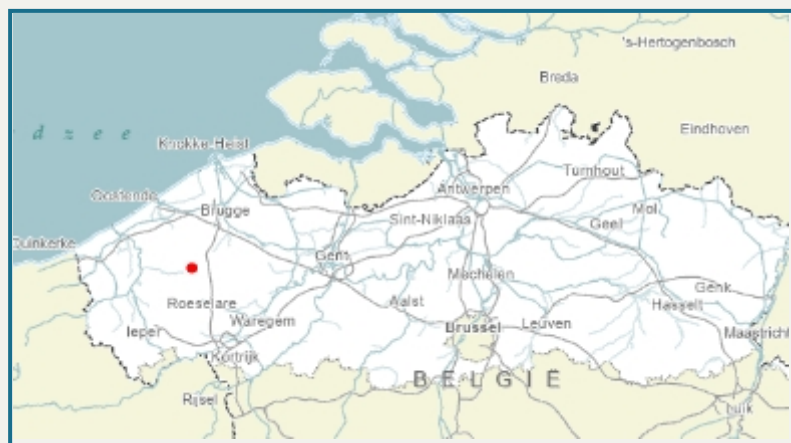 's-Hertogenbosch
Breda
Eindhoven
d z e e
Knokke-Heist
Turnhout
Antwerpen
Oostende
Mol
Brugge
Sint-Niklaas
Geel
Duinkerke
Gent
Mechelen
Genk
Roeselare
Aalst
Hasselt
Waregem
Brussel
Leuven
Ieper
Maastricht
Kortrijk
BELGIË
Rijsel
Luik